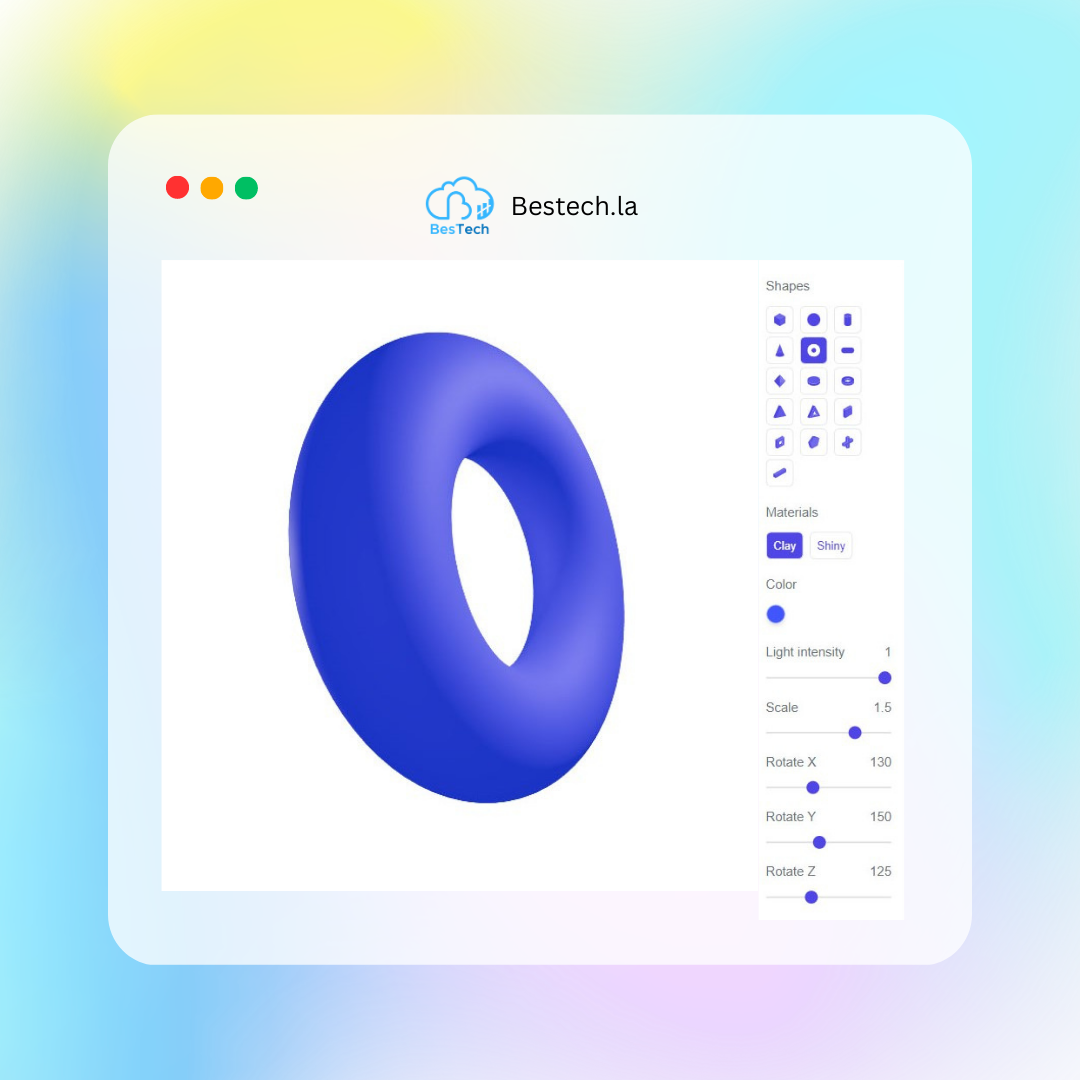 BesTech
Bestech.la
Shapes
Materials
Clay Shiny
Color
Light intensity 1
Scale 1.5
Rotate X 130
Rotate Y 150
Rotate Z 125